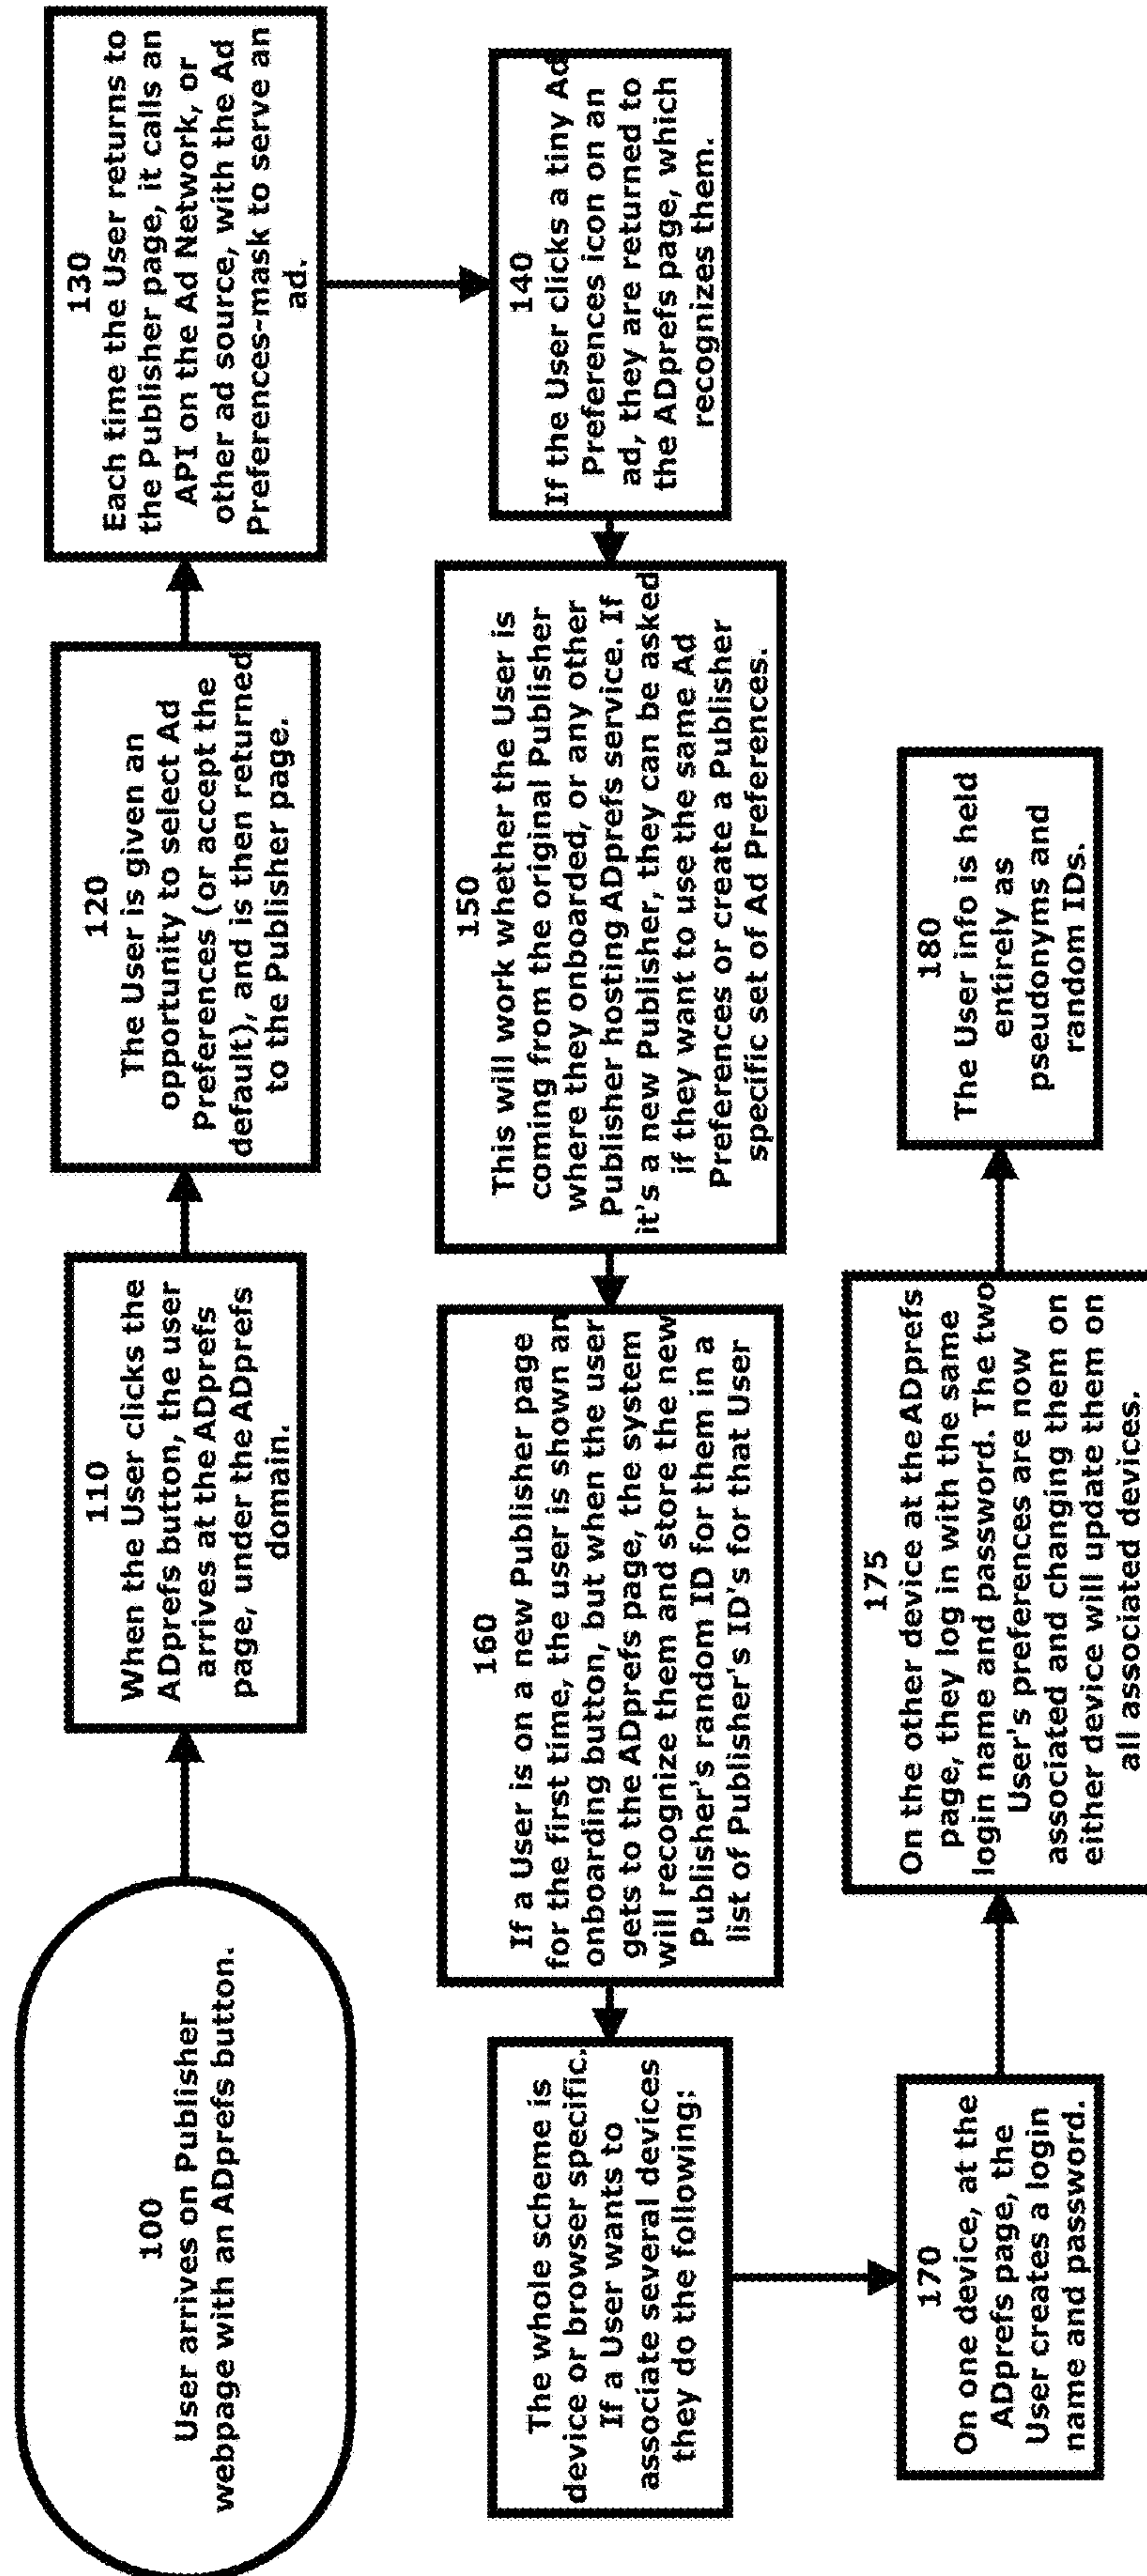 100
User arrives on Publisher
webpage with an ADprefs button.
110
When the User clicks the
ADprefs button, the user
arrives at the ADprefs
page, under the ADprefs
domain.
120
The User is given an
opportunity to select Ad
Preferences (or accept the
default), and is then returned
to the Publisher page.
130
Each time the User returns to
the Publisher page, it calls an
API on the Ad Network, or
other ad source, with the Ad
Preferences-mask to serve an
ad.
140
If the User clicks a tiny Ad
Preferences icon on an
ad, they are returned to
the ADprefs page, which
recognizes them.
150
This will work whether the User is
coming from the original Publisher
where they onboarded, or any other
Publisher hosting ADprefs service. If
it's a new Publisher, they can be asked
if they want to use the same Ad
Preferences or create a Publisher
specific set of Ad Preferences.
160
If a User is on a new Publisher page
for the first time, the user is shown an
onboarding button, but when the user
gets to the ADprefs page, the system
will recognize them and store the new
Publisher's random ID for them in a
list of Publisher's ID's for that User
The whole scheme is
device or browser specific.
If a User wants to
associate several devices
they do the following:
170
On one device, at the
ADprefs page, the
User creates a login
name and password.
175
On the other device at the ADprefs
page, they log in with the same
login name and password. The two
User's preferences are now
associated and changing them on
either device will update them on
all associated devices.
180
The User info is held
entirely as
pseudonyms and
random IDs.